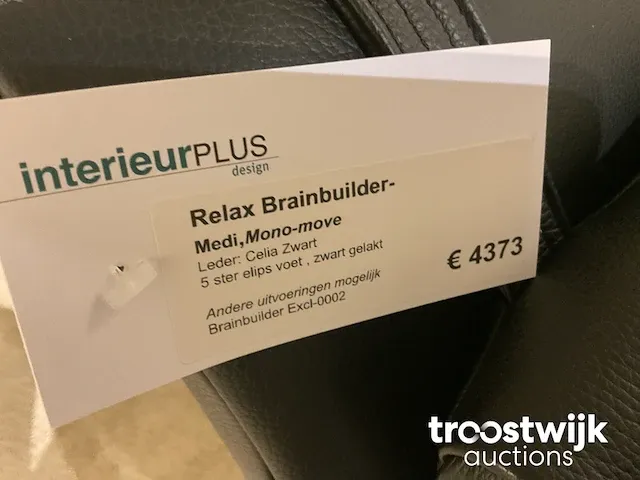 interieurPLUS
design
Relax Brainbuilder-
Medi,Mono-move
Leder: Celia Zwart
5 ster elips voet , zwart gelakt
€ 4373
Andere uitvoeringen mogelijk
Brainbuilder Excl-0002
troostwijk
auctions